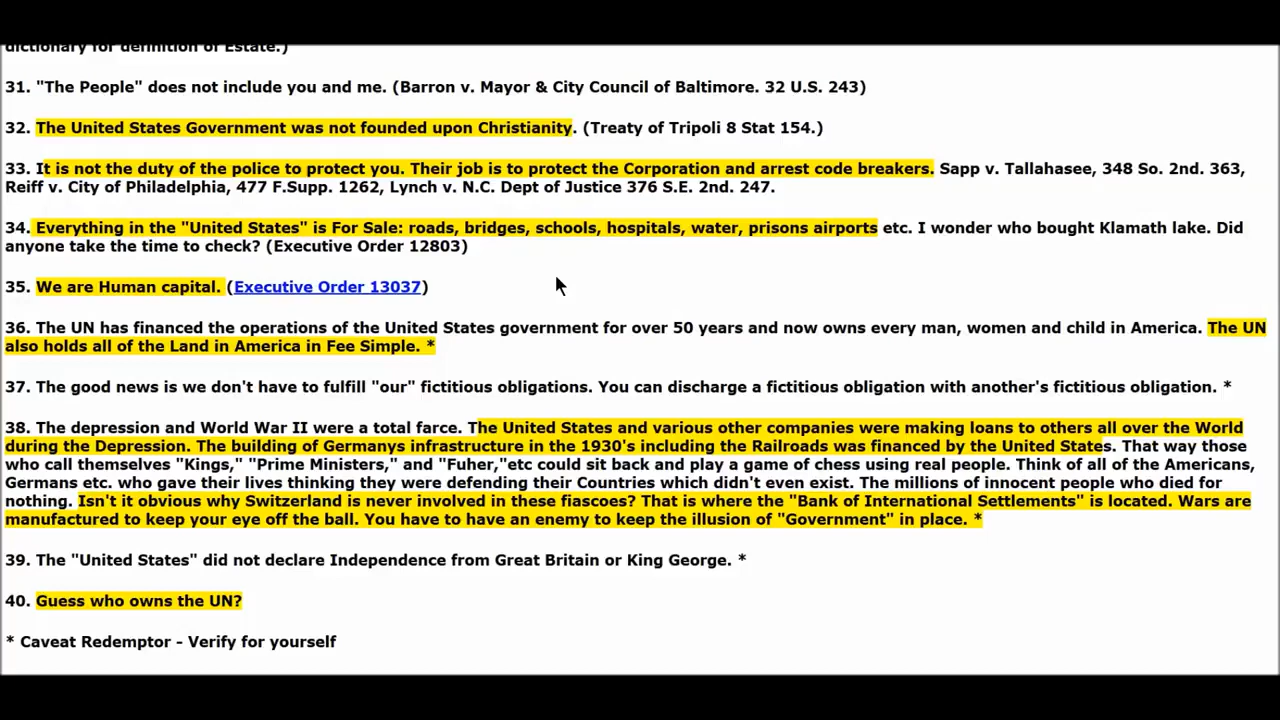 dictionary for definition of Estate.)
31. "The People" does not include you and me. (Barron v. Mayor & City Council of Baltimore. 32 U.S. 243)
32. The United States Government was not founded upon Christianity. (Treaty of Tripoli 8 Stat 154.)
33. It is not the duty of the police to protect you. Their job is to protect the Corporation and arrest code breakers. Sapp v. Tallahasee, 348 So. 2nd. 363,
Reiff v. City of Philadelphia, 477 F.Supp. 1262, Lynch v. N.C. Dept of Justice 376 S.E. 2nd. 247.
34. Everything in the "United States" is For Sale: roads, bridges, schools, hospitals, water, prisons airports etc. I wonder who bought Klamath lake. Did
anyone take the time to check? (Executive Order 12803)
35. We are Human capital. (Executive Order 13037)
36. The UN has financed the operations of the United States government for over 50 years and now owns every man, women and child in America. The UN
also holds all of the Land in America in Fee Simple. *
37. The good news is we don't have to fulfill "our" fictitious obligations. You can discharge a fictitious obligation with another's fictitious obligation. *
38. The depression and World War II were a total farce. The United States and various other companies were making loans to others all over the World
during the Depression. The building of Germanys infrastructure in the 1930's including the Railroads was financed by the United States. That way those
who call themselves "Kings," "Prime Ministers," and "Fuher,"etc could sit back and play a game of chess using real people. Think of all of the Americans,
Germans etc. who gave their lives thinking they were defending their Countries which didn't even exist. The millions of innocent people who died for
nothing. Isn't it obvious why Switzerland is never involved in these fiascoes? That is where the "Bank of International Settlements" is located. Wars are
manufactured to keep your eye off the ball. You have to have an enemy to keep the illusion of "Government" in place. *
39. The "United States" did not declare Independence from Great Britain or King George. *
40. Guess who owns the UN?
* Caveat Redemptor - Verify for yourself